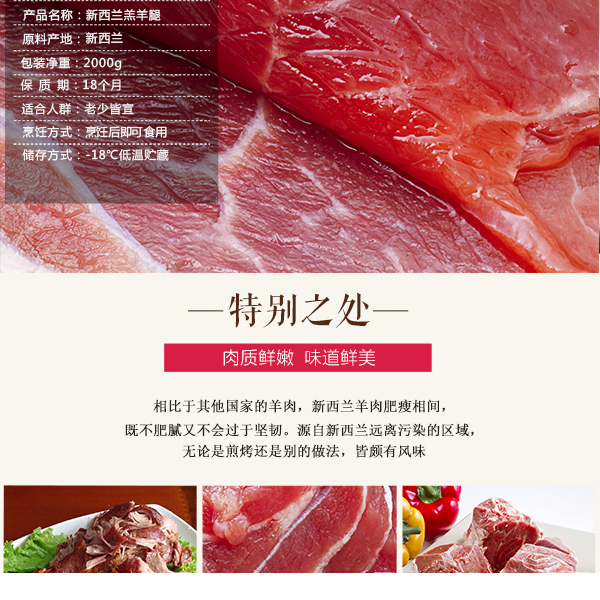 产品名称：新西兰羔羊腿
原料产地：新西兰
包装净重：2000g
保 质 期：18个月
适合人群：老少皆宜
烹饪方式：烹饪后即可食用
储存方式：-18℃低温贮藏
特别之处
肉质鲜嫩 味道鲜美
相比于其他国家的羊肉，新西兰羊肉肥瘦相间，
既不肥腻又不会过于坚韧。源自新西兰远离污染的区域，
无论是煎烤还是别的做法，皆颇有风味